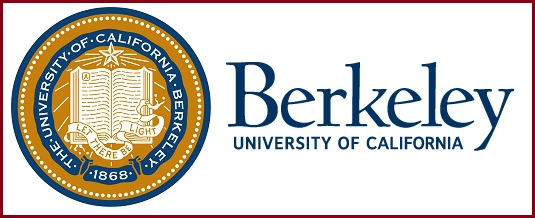 ·THE·UNIVERSITY·OF·CALIFORNIA·BERKELEY·
A
LET THERE BE LIGHT
·1868·
Berkeley
UNIVERSITY OF CALIFORNIA